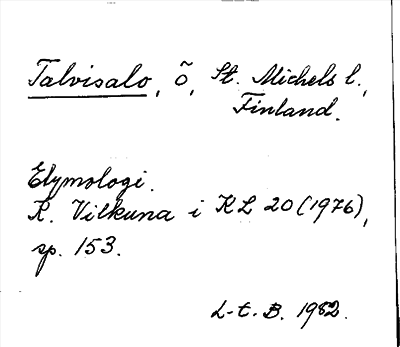 Talvisalo, õ, St. Michels l.,
Finland.
Etymologi.
K. Vilkuna i KL 20 (1976),
sp. 153.
L-t. B. 1982.